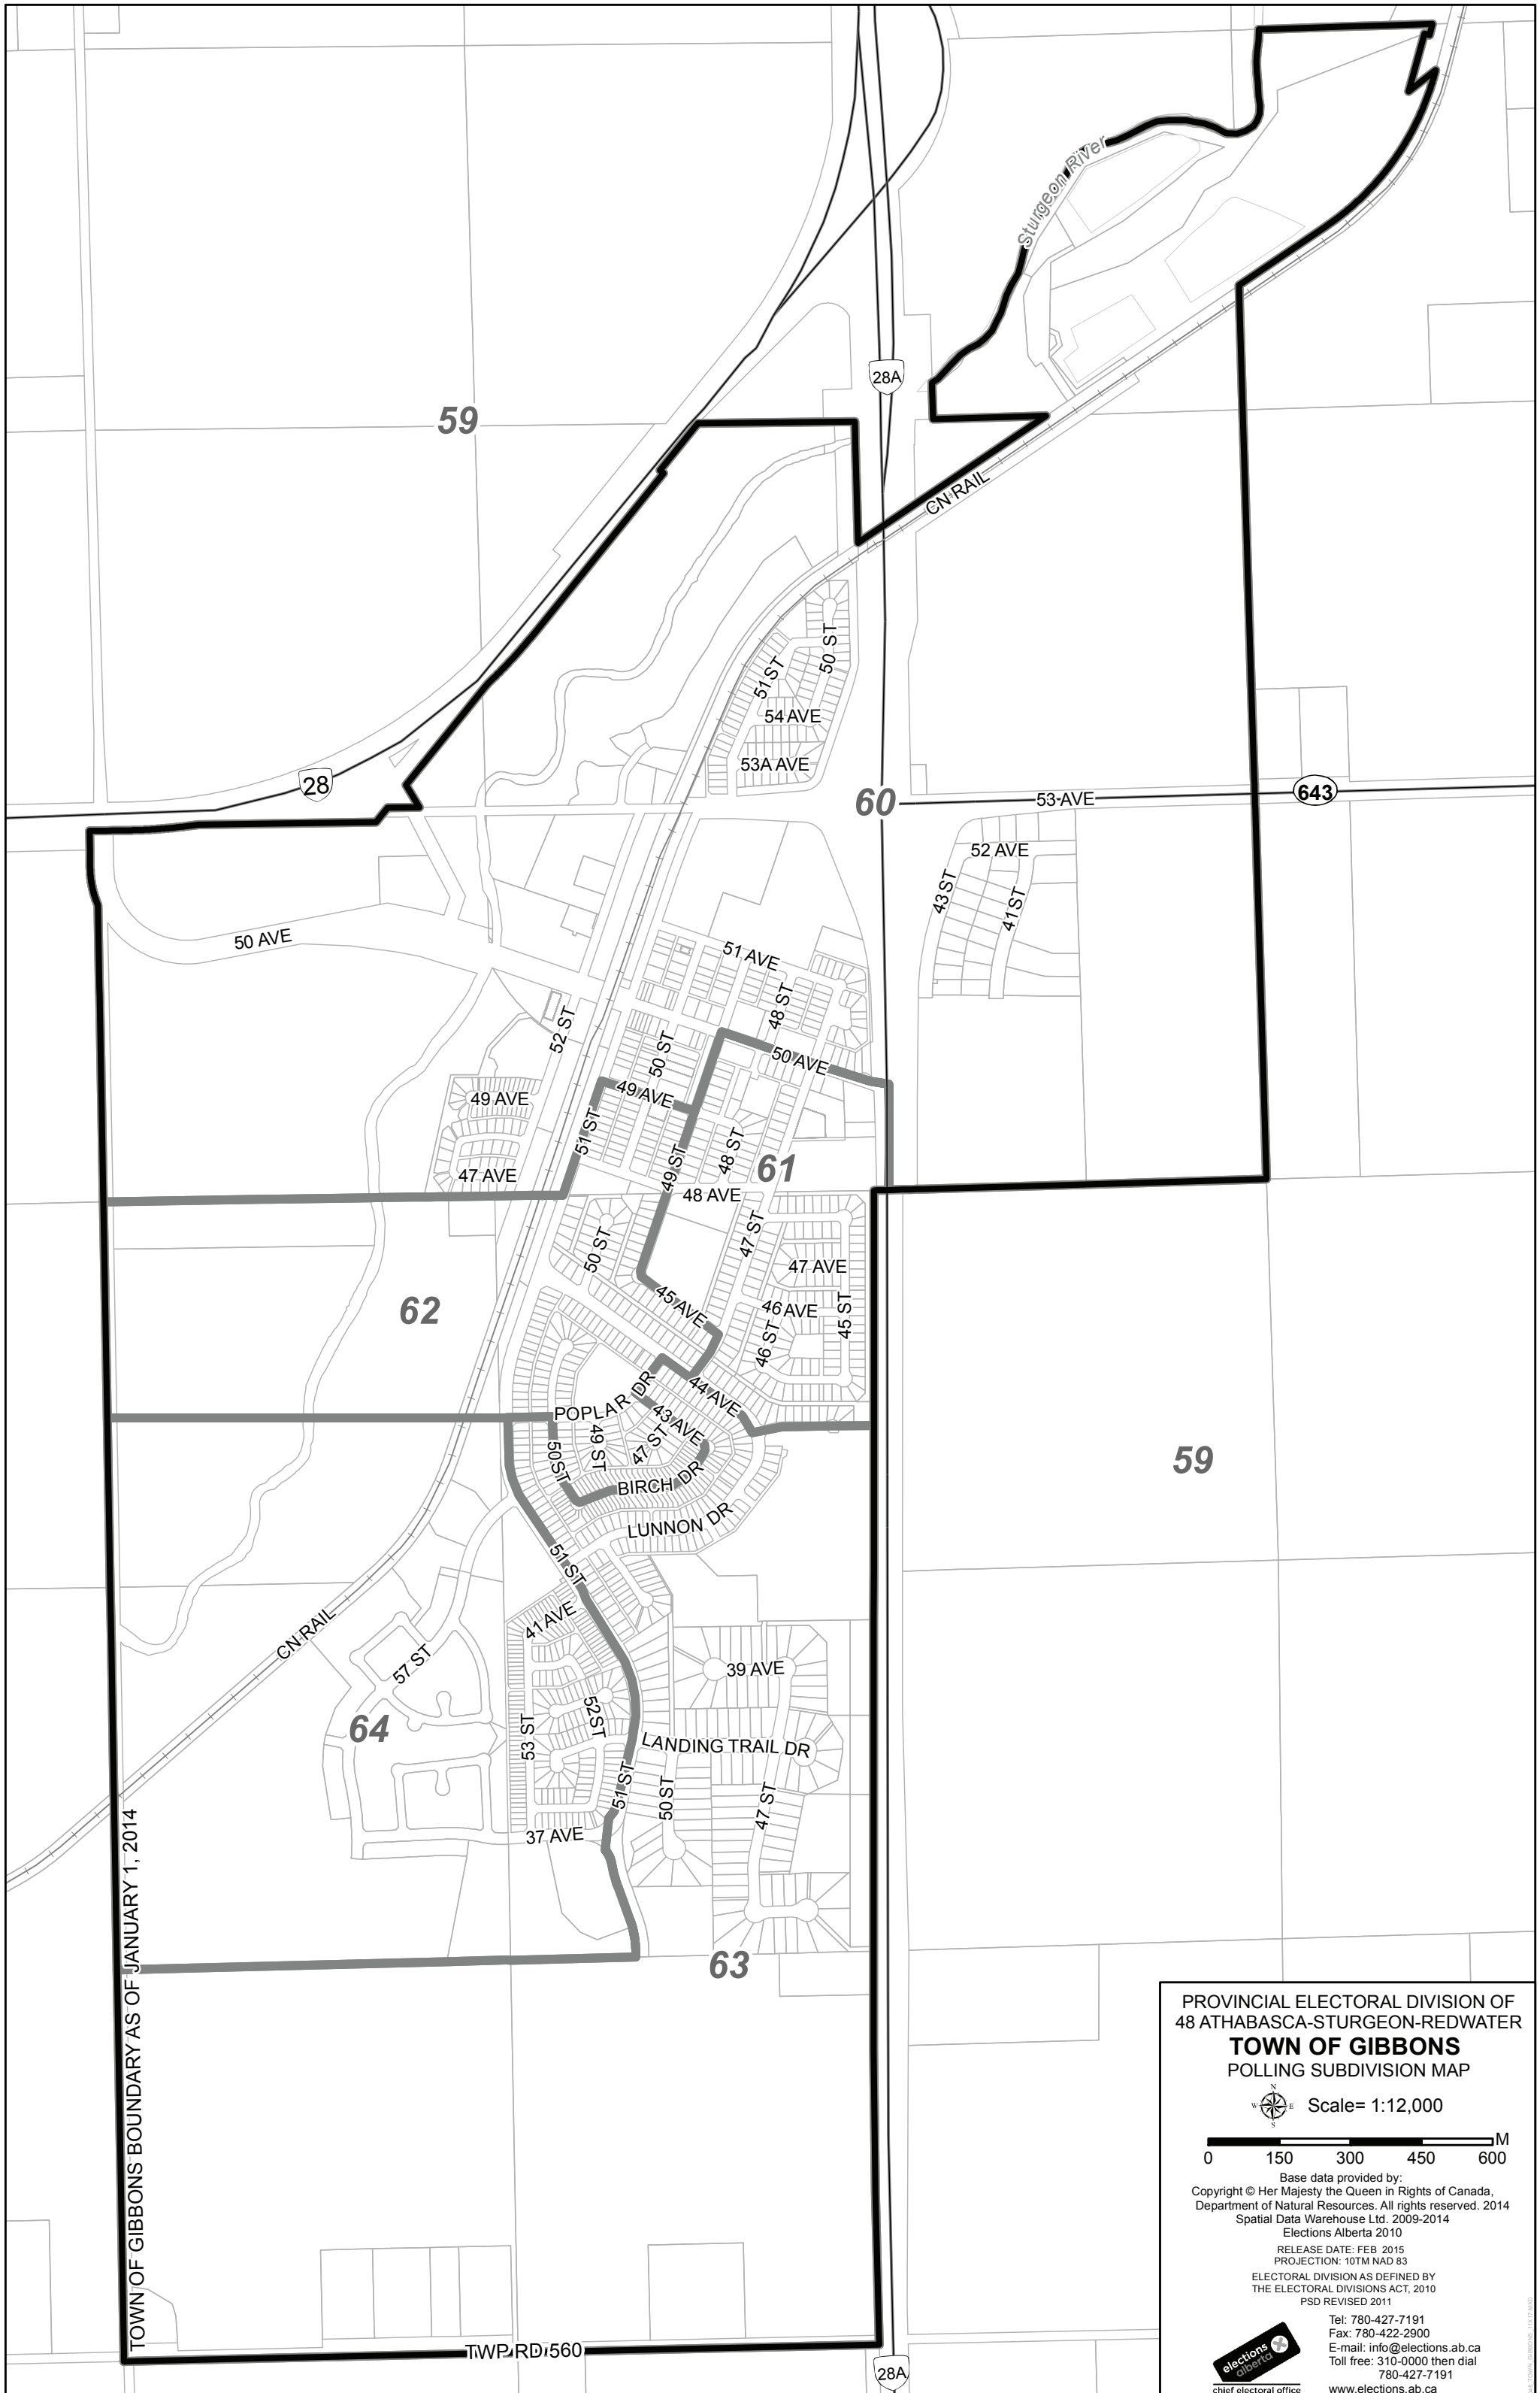 Sturgeon River
28A
59
CN RAIL
50 ST
51 ST
54 AVE
53A AVE
28
60
53 AVE
643
52 AVE
43 ST
41 ST
50 AVE
51 AVE
48 ST
52 ST
50 ST
50 AVE
49 AVE
49 AVE
51 ST
48 ST
61
49 ST
47 AVE
48 AVE
47 ST
50 ST
47 AVE
62
45 AVE
46 AVE
45 ST
46 ST
POPLAR DR
44 AVE
43 AVE
49 ST
47 ST
50 ST
59
BIRCH DR
LUNNON DR
51 ST
41 AVE
CN RAIL
57 ST
39 AVE
64
52 ST
53 ST
LANDING TRAIL DR
51 ST
50 ST
47 ST
37 AVE
63
TOWN OF GIBBONS BOUNDARY AS OF JANUARY 1, 2014
TWP RD 560
28A
PROVINCIAL ELECTORAL DIVISION OF
48 ATHABASCA-STURGEON-REDWATER
TOWN OF GIBBONS
POLLING SUBDIVISION MAP
N
W E
S
Scale= 1:12,000
M
0 150 300 450 600
Base data provided by:
Copyright © Her Majesty the Queen in Rights of Canada,
Department of Natural Resources. All rights reserved. 2014
Spatial Data Warehouse Ltd. 2009-2014
Elections Alberta 2010
RELEASE DATE: FEB 2015
PROJECTION: 10TM NAD 83
ELECTORAL DIVISION AS DEFINED BY
THE ELECTORAL DIVISIONS ACT, 2010
PSD REVISED 2011
elections
alberta
chief electoral office
Tel: 780-427-7191
Fax: 780-422-2900
E-mail: info@elections.ab.ca
Toll free: 310-0000 then dial
780-427-7191
www.elections.ab.ca